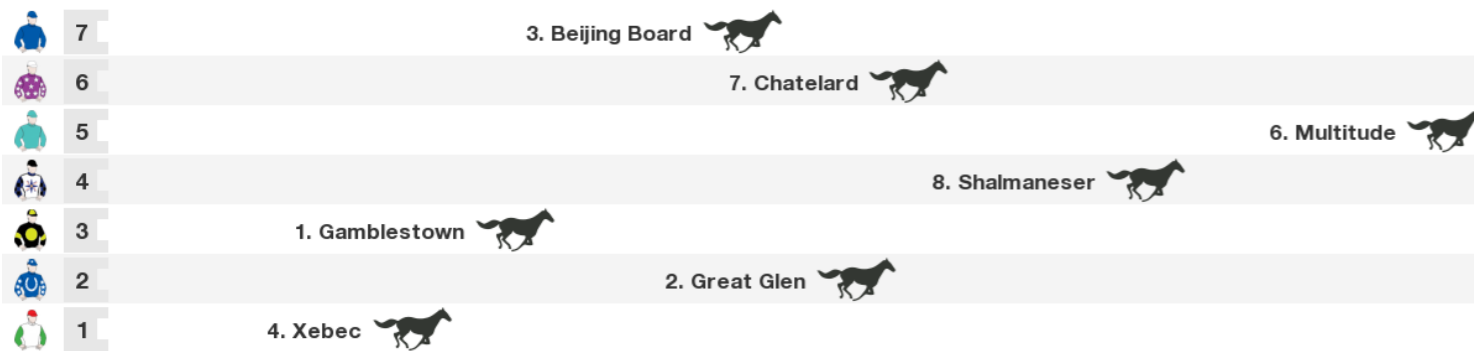 7 3. Beijing Board
6 7. Chatelard
5 6. Multitude
4 8. Shalmaneser
3 1. Gamblestown
2 2. Great Glen
1 4. Xebec